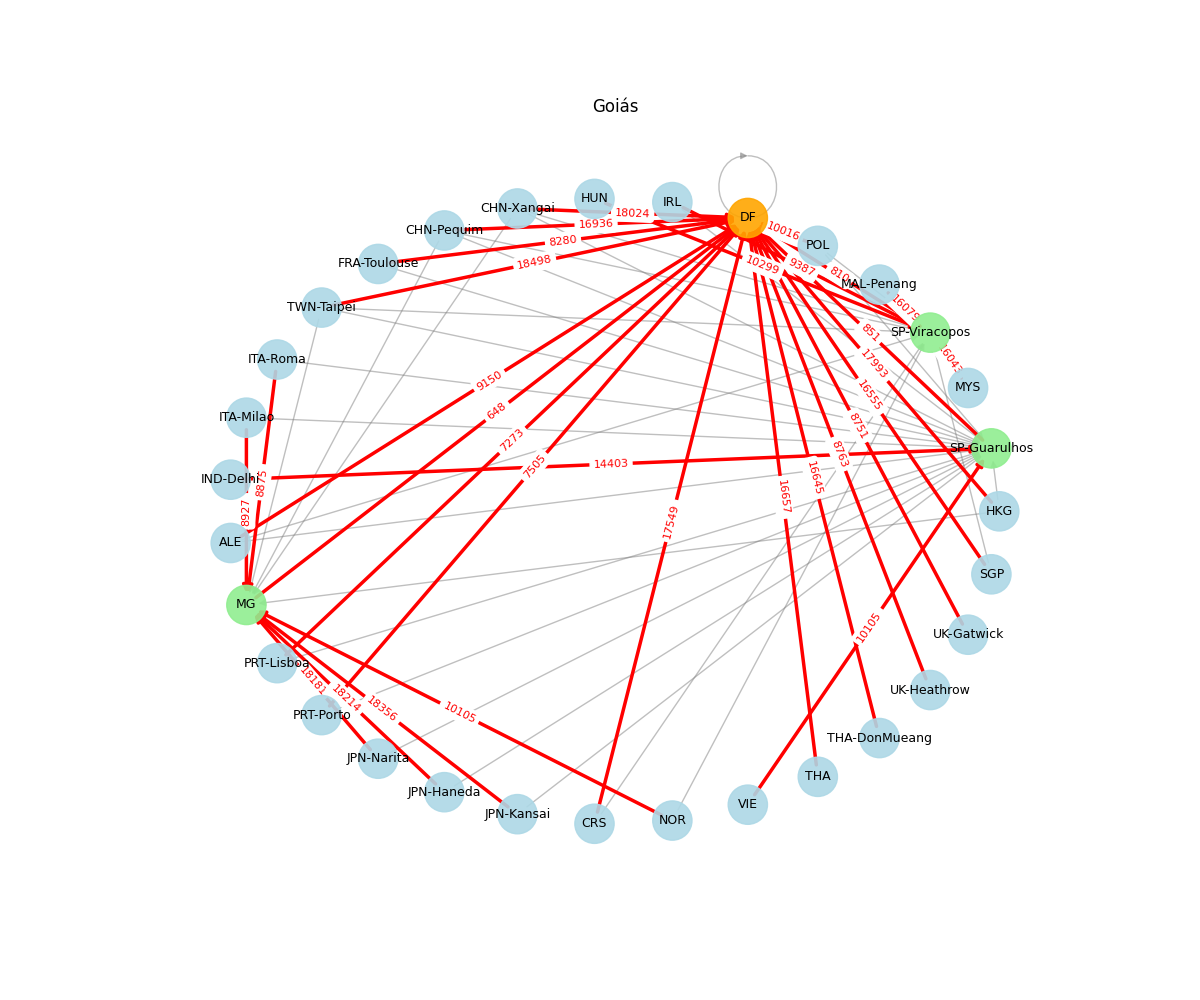 Goiás
HUN
IRL
CHN-Xangai
18024
DF
CHN-Pequim
16936
10016
POL
8280
FRA-Toulouse
18498
10299
9387
810
MAL-Penang
TWN-Taipei
16079
851
SP-Viracopos
ITA-Roma
17993
16043
9150
16555
MYS
648
ITA-Milao
8751
7273
SP-Guarulhos
8763
7505
14403
IND-Delhi
8875
16645
16657
8927
17549
HKG
ALE
SGP
MG
10105
UK-Gatwick
PRT-Lisboa
18181
UK-Heathrow
18214
18356
10105
PRT-Porto
THA-DonMueang
JPN-Narita
THA
JPN-Haneda
VIE
JPN-Kansai
CRS
NOR